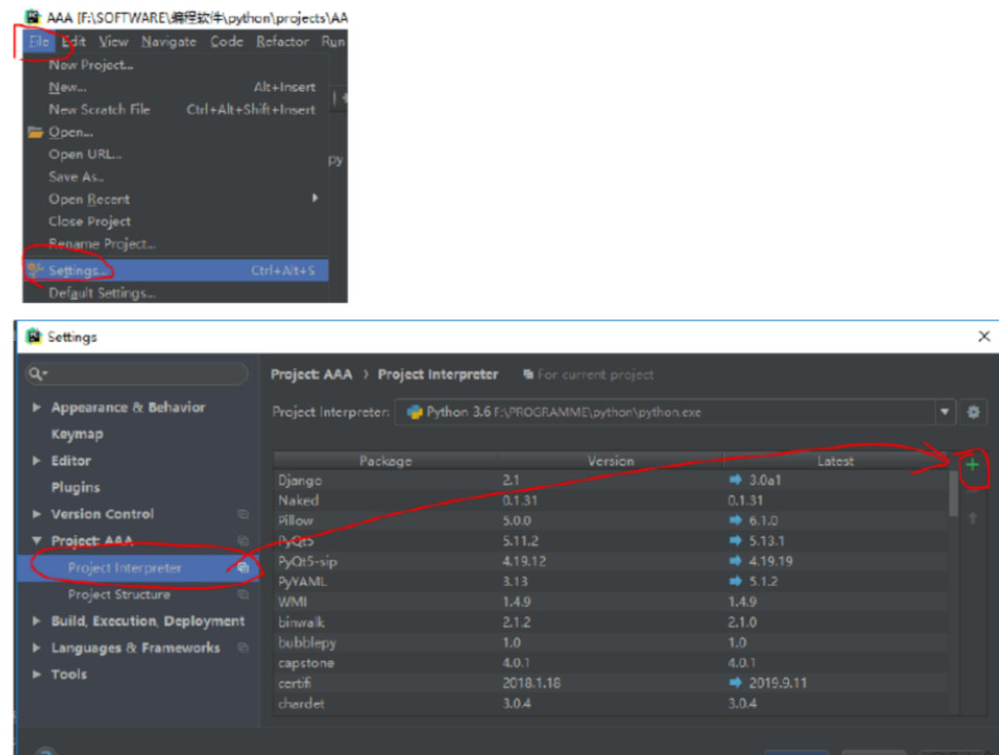 AAA [F:\SOFTWARE\编程软件\python\projects\AA
File Edit View Navigate Code Refactor Run
New Project...
New... Alt+Insert
New Scratch File Ctrl+Alt+Shift+Insert
Open...
Open URL...
py
Save As...
Open Recent
Close Project
Rename Project...
Settings... Ctrl+Alt+S
Default Settings...
Settings
Project: AAA > Project Interpreter For current project
Appearance & Behavior
Project Interpreter: Python 3.6 F:\PROGRAMME\python\python.exe
Keymap
Editor
Plugins
Version Control
Project: AAA
Project Interpreter
Project Structure
Build, Execution, Deployment
Languages & Frameworks
Tools
Package Version Latest
Django 2.1 3.0a1
Naked 0.1.31 0.1.31
Pillow 5.0.0 6.1.0
PyQt5 5.11.2 5.13.1
PyQt5-sip 4.19.12 4.19.19
PyYAML 3.13 5.1.2
WMI 1.4.9 1.4.9
binwalk 2.1.2 2.1.0
bubblepy 1.0 1.0
capstone 4.0.1 4.0.1
certifi 2018.1.18 2019.9.11
chardet 3.0.4 3.0.4